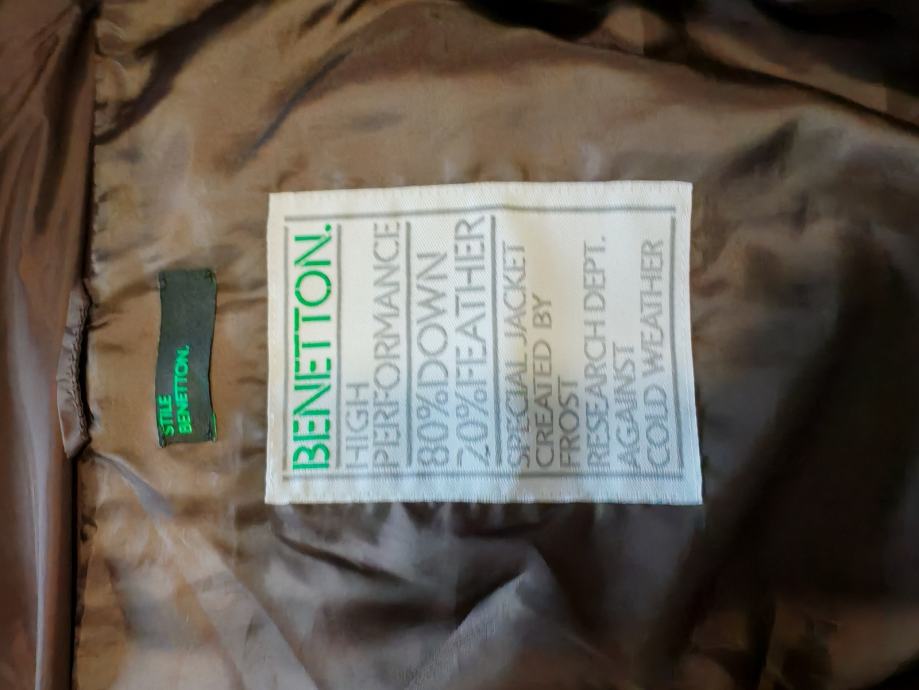 STILE
BENETTON.
BENETTON.
HIGH
PERFORMANCE
80%DOWN
20%FEATHER
SPECIAL JACKET
CREATED BY
FROST
RESEARCH DEPT.
AGAINST
COLD WEATHER